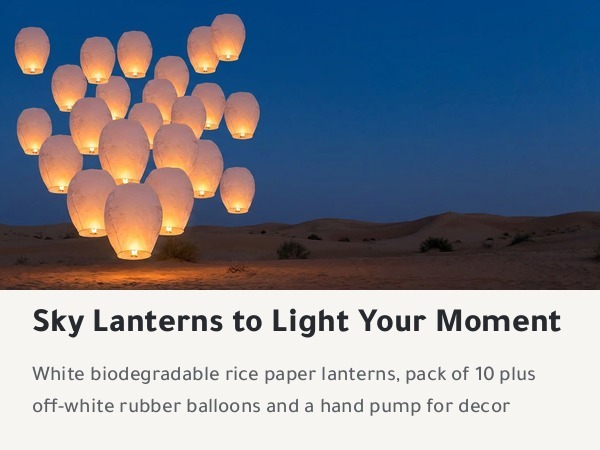 Sky Lanterns to Light Your Moment
White biodegradable rice paper lanterns, pack of 10 plus
off-white rubber balloons and a hand pump for decor